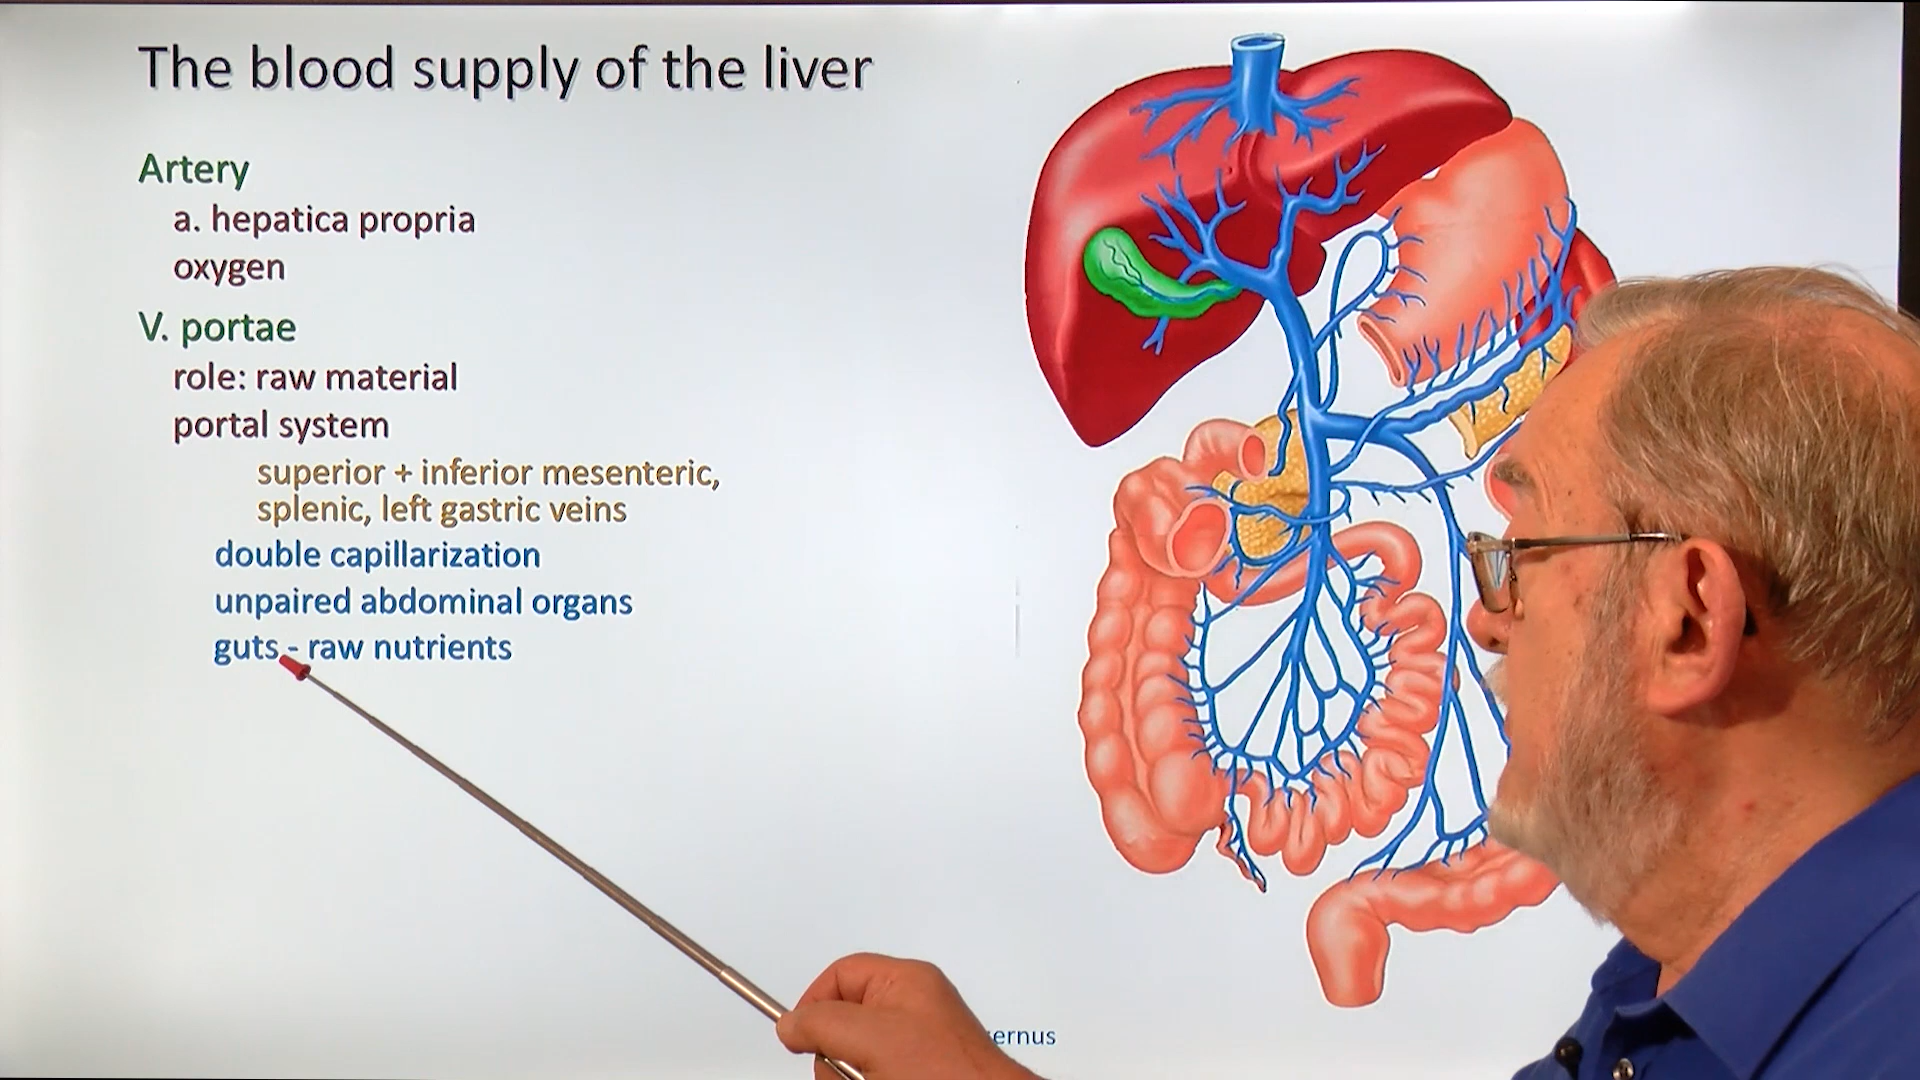 The blood supply of the liver
Artery
a. hepatica propria
oxygen
V. portae
role: raw material
portal system
superior + inferior mesenteric,
splenic, left gastric veins
double capillarization
unpaired abdominal organs
guts - raw nutrients